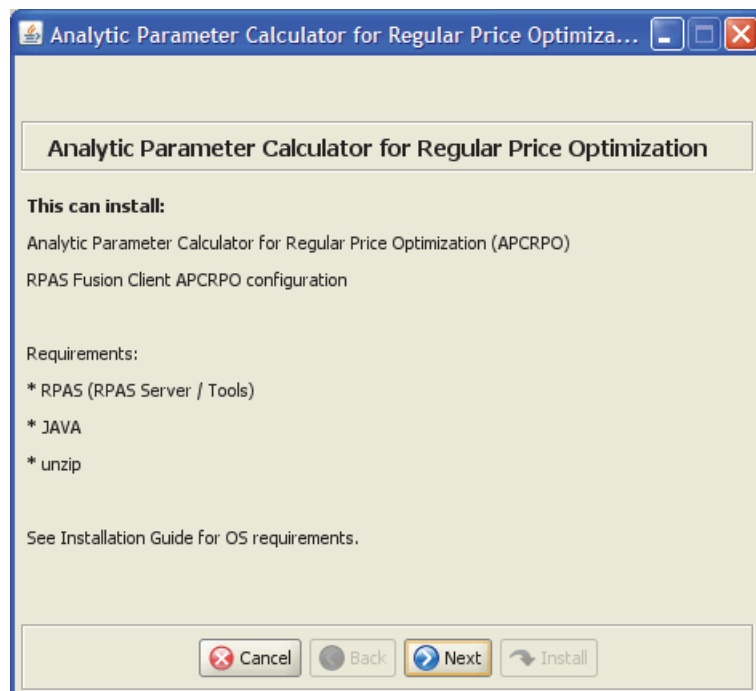 Analytic Parameter Calculator for Regular Price Optimiza...
Analytic Parameter Calculator for Regular Price Optimization
This can install:
Analytic Parameter Calculator for Regular Price Optimization (APCRPO)
RPAS Fusion Client APCRPO configuration
Requirements:
* RPAS (RPAS Server / Tools)
* JAVA
* unzip
See Installation Guide for OS requirements.
Cancel Back Next Install